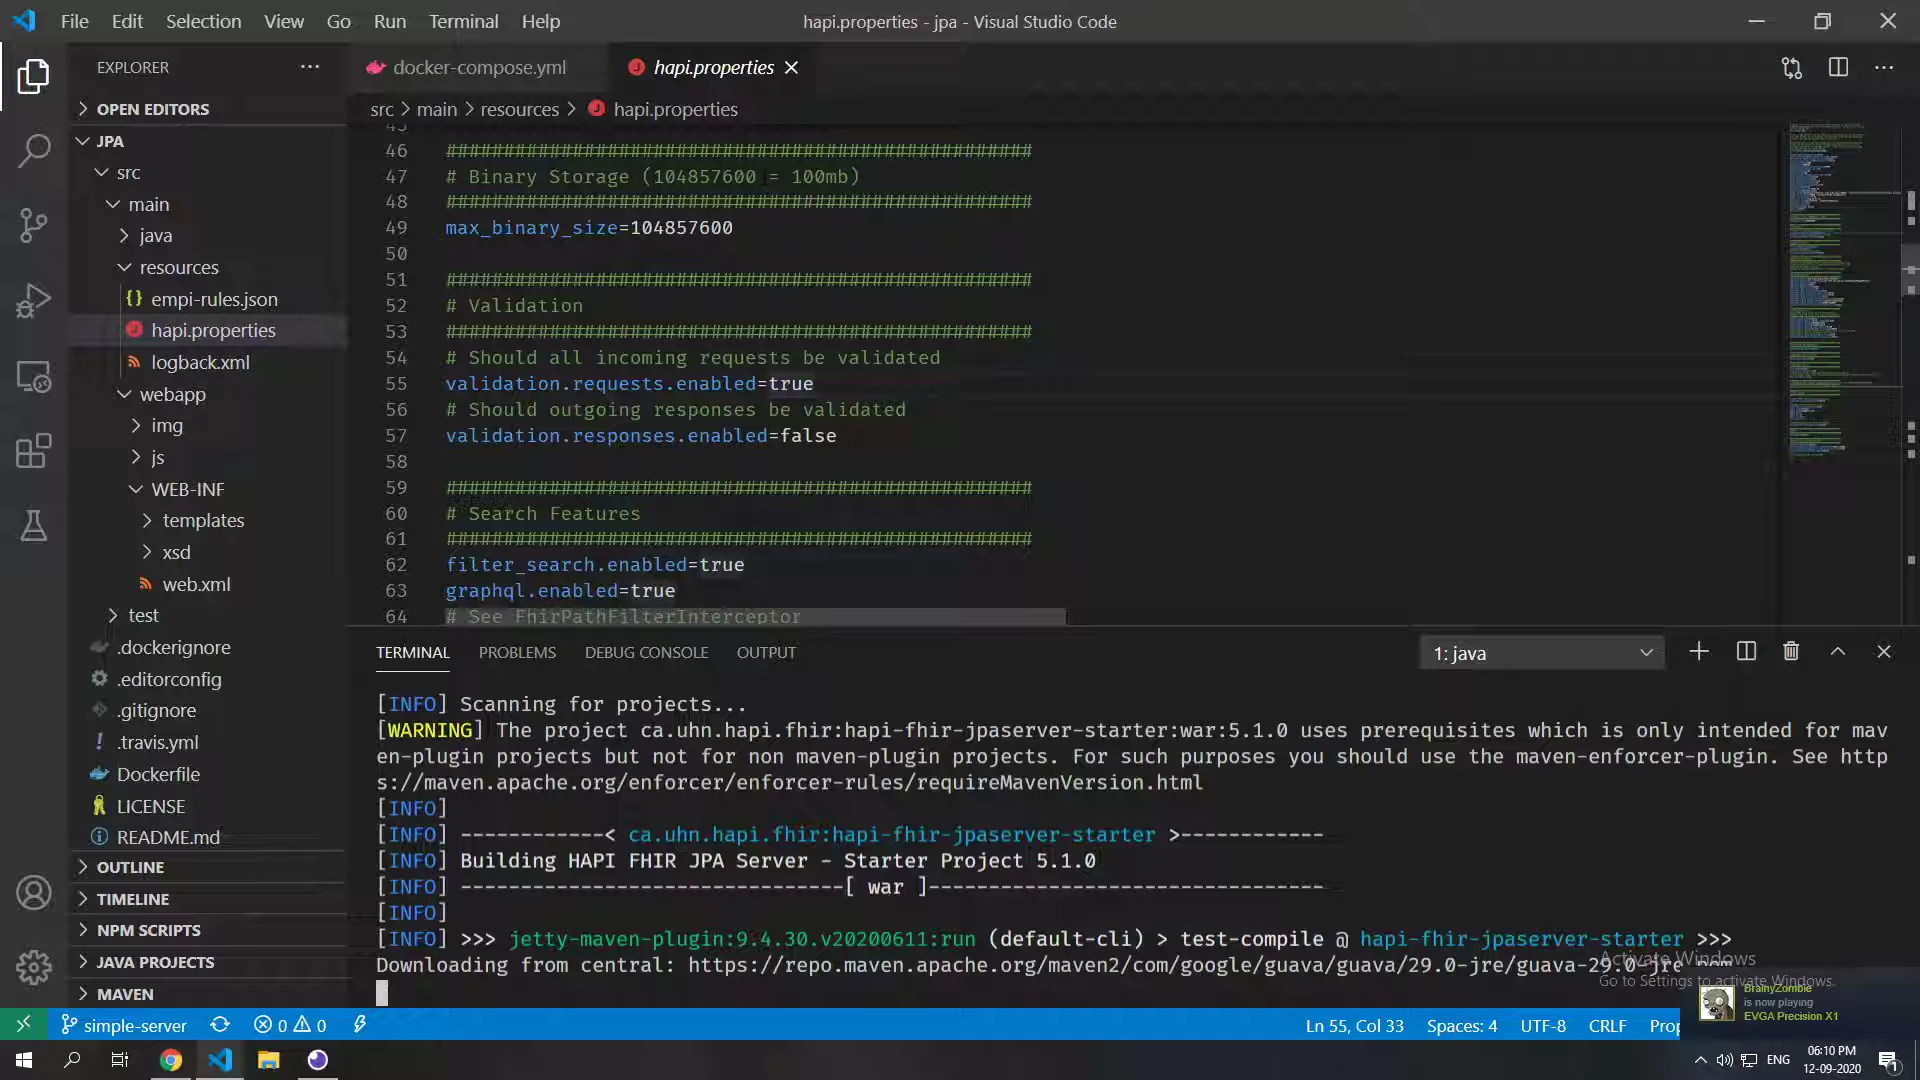 File Edit Selection View Go Run Terminal Help
hapi.properties - jpa - Visual Studio Code
EXPLORER
docker-compose.yml
hapi.properties
OPEN EDITORS
src > main > resources > hapi.properties
JPA
src
main
java
resources
empi-rules.json
hapi.properties
logback.xml
webapp
img
js
WEB-INF
templates
xsd
web.xml
test
.dockerignore
.editorconfig
.gitignore
.travis.yml
Dockerfile
LICENSE
README.md
OUTLINE
TIMELINE
NPM SCRIPTS
JAVA PROJECTS
MAVEN
45
46 ###################################################
47 # Binary Storage (104857600 = 100mb)
48 ###################################################
49 max_binary_size=104857600
50
51 ###################################################
52 # Validation
53 ###################################################
54 # Should all incoming requests be validated
55 validation.requests.enabled=true
56 # Should outgoing responses be validated
57 validation.responses.enabled=false
58
59 ###################################################
60 # Search Features
61 ###################################################
62 filter_search.enabled=true
63 graphql.enabled=true
64 # See FhirPathFilterInterceptor
TERMINAL PROBLEMS DEBUG CONSOLE OUTPUT
1: java
[INFO] Scanning for projects...
[WARNING] The project ca.uhn.hapi.fhir:hapi-fhir-jpaserver-starter:war:5.1.0 uses prerequisites which is only intended for mav
en-plugin projects but not for non maven-plugin projects. For such purposes you should use the maven-enforcer-plugin. See http
s://maven.apache.org/enforcer/enforcer-rules/requireMavenVersion.html
[INFO]
[INFO] ------------< ca.uhn.hapi.fhir:hapi-fhir-jpaserver-starter >------------
[INFO] Building HAPI FHIR JPA Server - Starter Project 5.1.0
[INFO] --------------------------------[ war ]---------------------------------
[INFO]
[INFO] >>> jetty-maven-plugin:9.4.30.v20200611:run (default-cli) > test-compile @ hapi-fhir-jpaserver-starter >>>
Downloading from central: https://repo.maven.apache.org/maven2/com/google/guava/guava/29.0-jre/guava-29.0-jre.pom
Activate Windows
Go to Settings to activate Windows.
BrainyZombie
is now playing
EVGA Precision X1
simple-server 0 0
Ln 55, Col 33 Spaces: 4 UTF-8 CRLF Prop
ENG
06:10 PM
12-09-2020
1